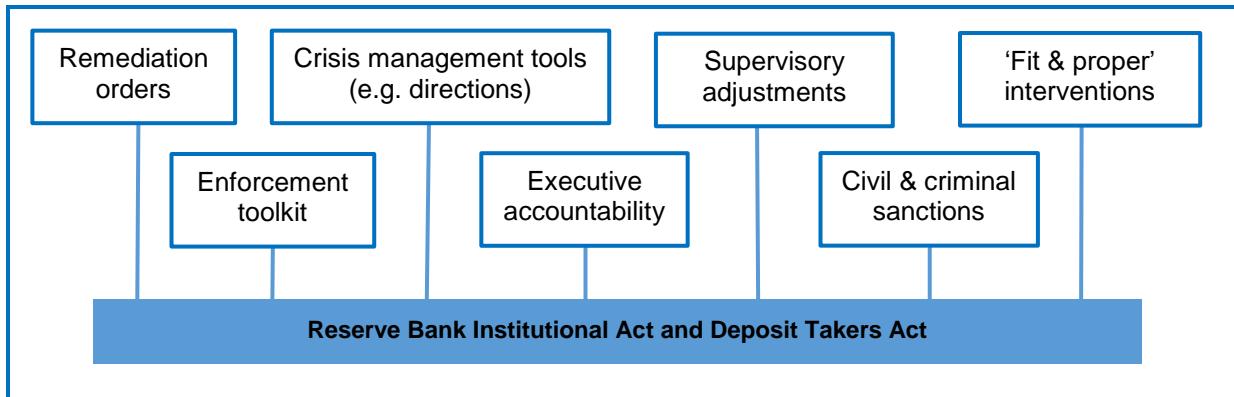 Remediation
orders
Crisis management tools
(e.g. directions)
Supervisory
adjustments
‘Fit & proper’
interventions
Enforcement
toolkit
Executive
accountability
Civil & criminal
sanctions
Reserve Bank Institutional Act and Deposit Takers Act